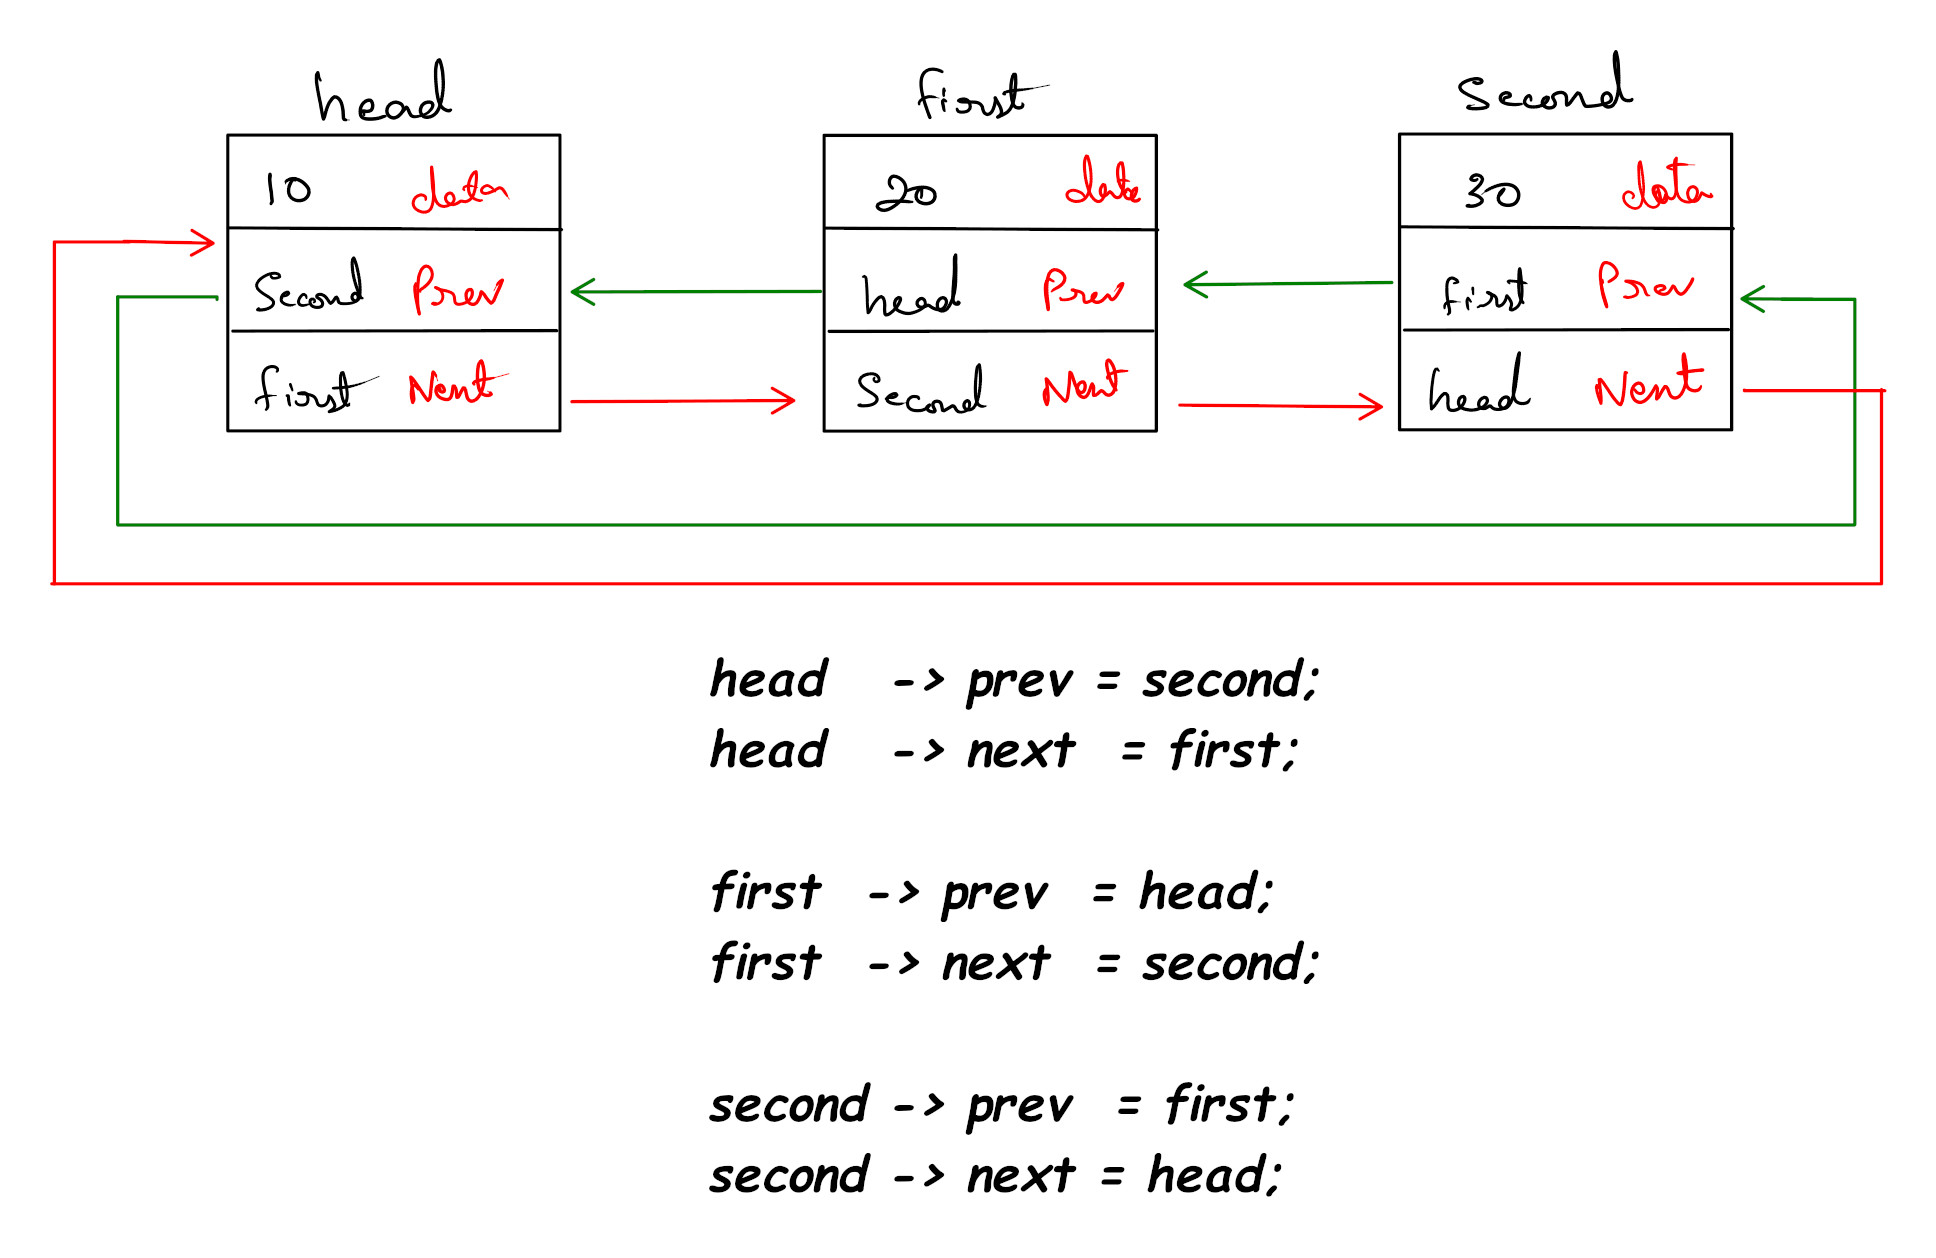 head first second
10 data 20 data 30 data
Second Prev head Prev first Prev
first Next Second Next head Next
head -> prev = second;
head -> next = first;
first -> prev = head;
first -> next = second;
second -> prev = first;
second -> next = head;